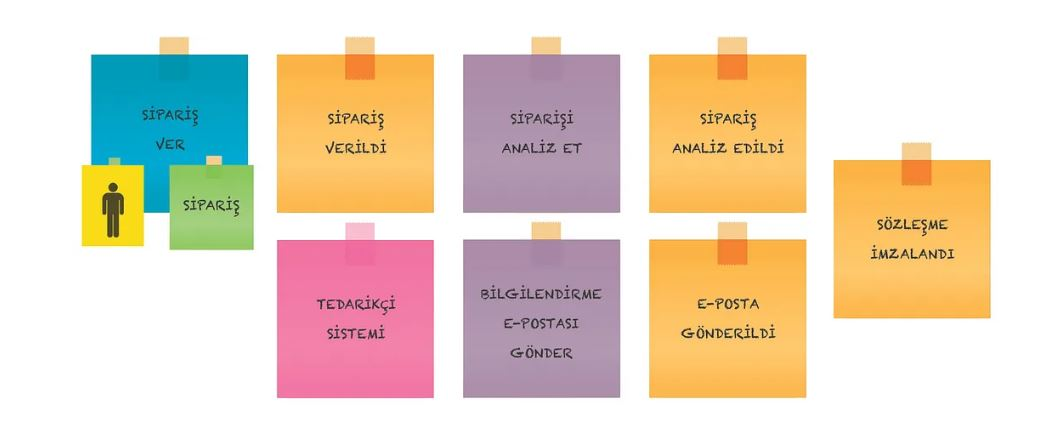 SİPARİŞ
VER
SİPARİŞ
SİPARİŞ
VERİLDİ
SİPARİŞİ
ANALİZ ET
SİPARİŞ
ANALİZ EDİLDİ
TEDARİKÇİ
SİSTEMİ
BİLGİLENDİRME
E-POSTASI
GÖNDER
E-POSTA
GÖNDERİLDİ
SÖZLEŞME
İMZALANDI